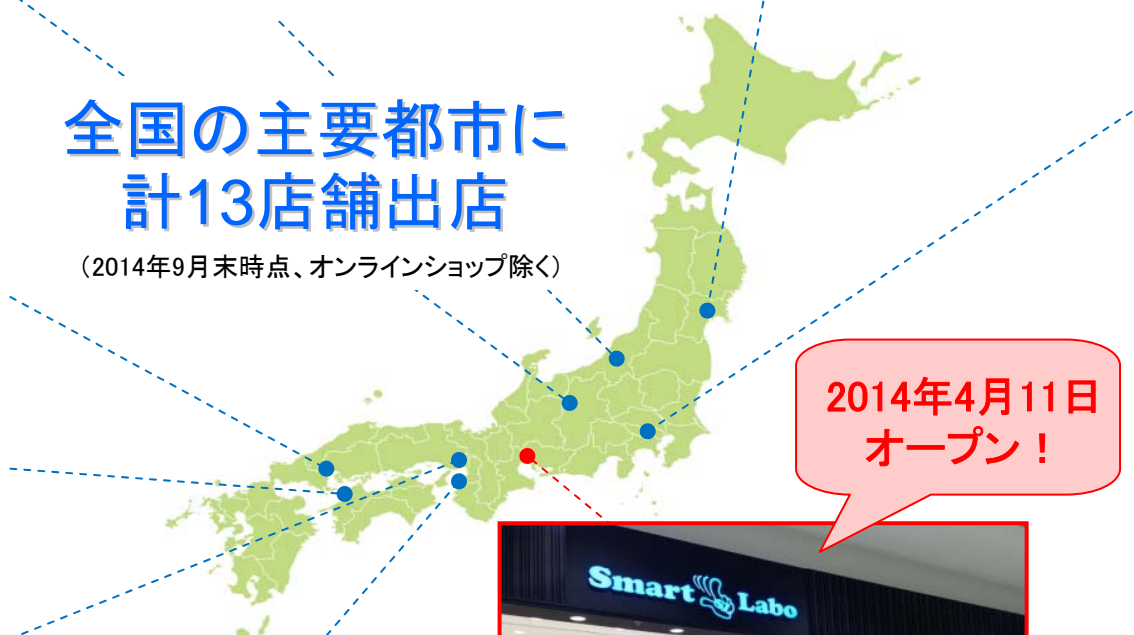 全国の主要都市に
計13店舗出店
（2014年9月末時点、オンラインショップ除く）
2014年4月11日
オープン！
Smart Labo